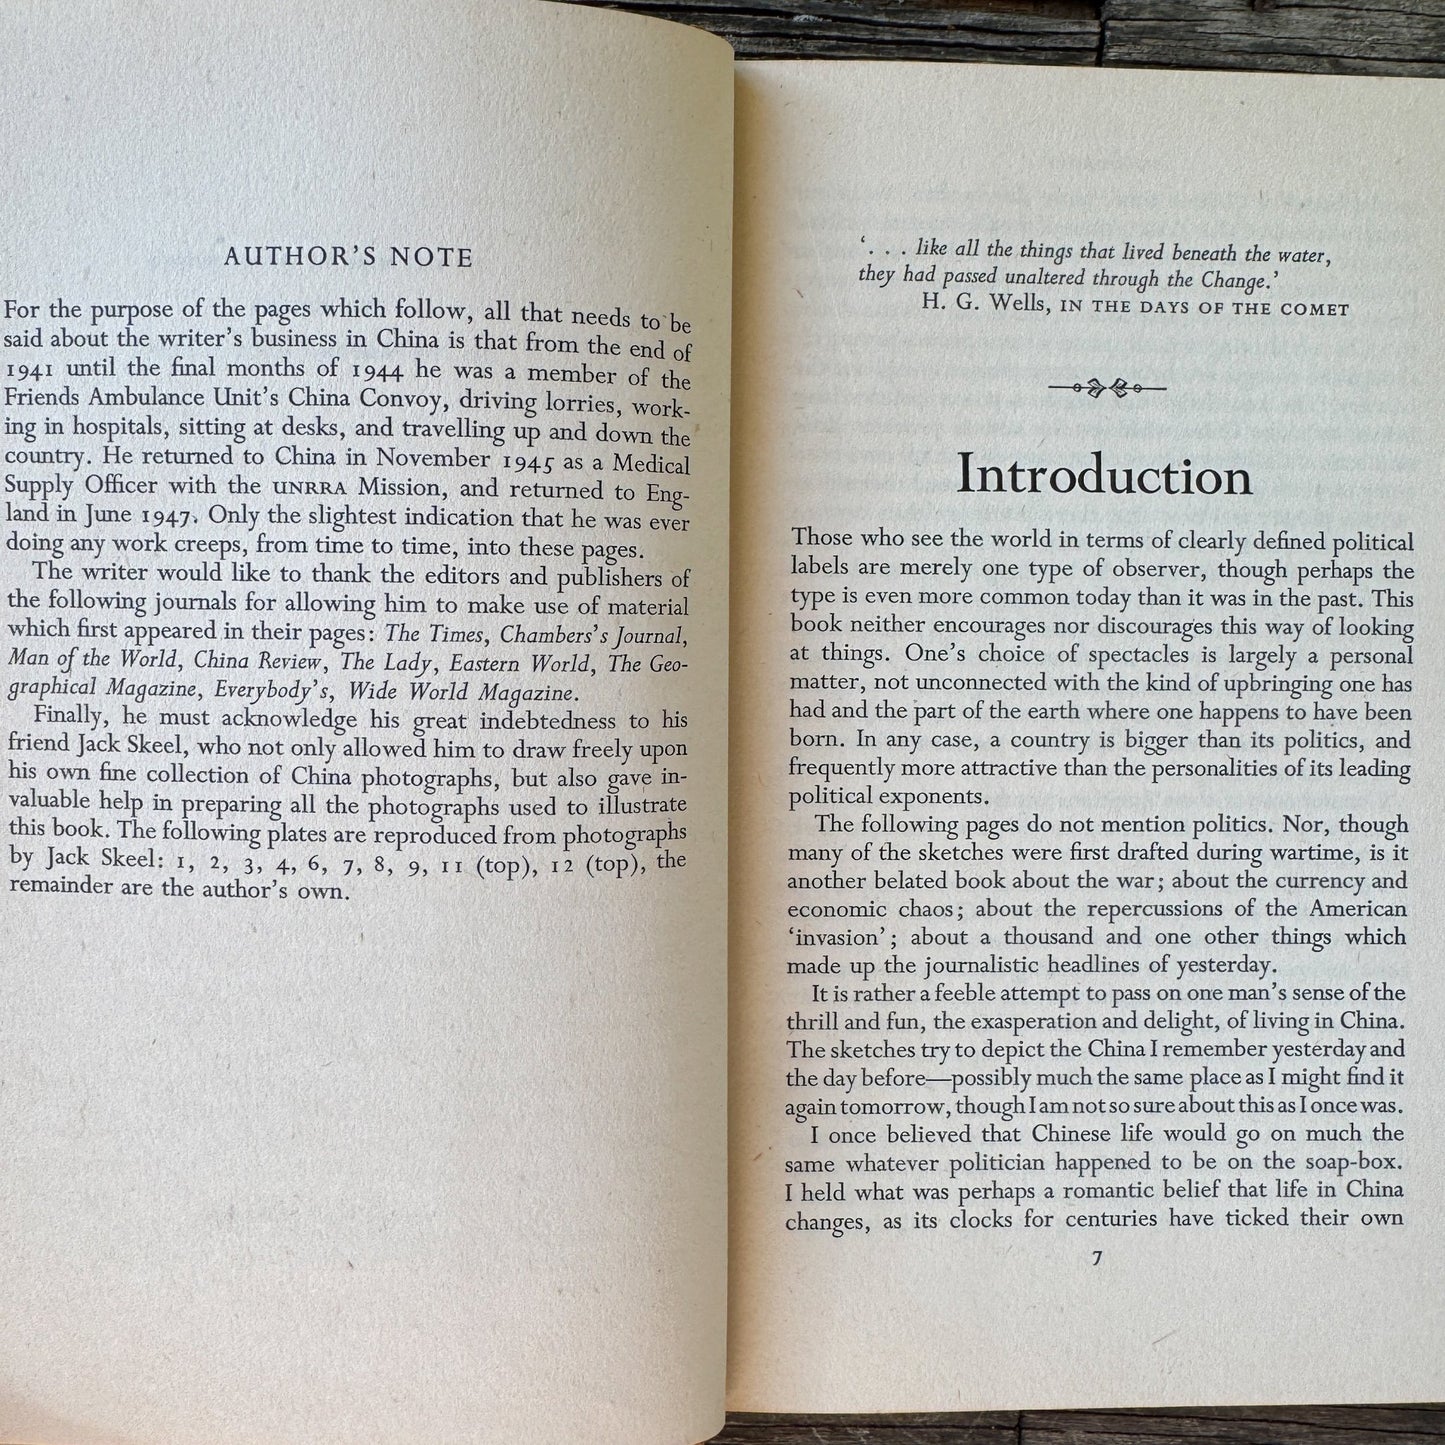 AUTHOR'S NOTE
For the purpose of the pages which follow, all that needs to be
said about the writer's business in China is that from the end of
1941 until the final months of 1944 he was a member of the
Friends Ambulance Unit's China Convoy, driving lorries, work-
ing in hospitals, sitting at desks, and travelling up and down the
country. He returned to China in November 1945 as a Medical
Supply Officer with the UNRRA Mission, and returned to Eng-
land in June 1947. Only the slightest indication that he was ever
doing any work creeps, from time to time, into these pages.
The writer would like to thank the editors and publishers of
the following journals for allowing him to make use of material
which first appeared in their pages: The Times, Chambers's Journal,
Man of the World, China Review, The Lady, Eastern World, The Geo-
graphical Magazine, Everybody's, Wide World Magazine.
Finally, he must acknowledge his great indebtedness to his
friend Jack Skeel, who not only allowed him to draw freely upon
his own fine collection of China photographs, but also gave in-
valuable help in preparing all the photographs used to illustrate
this book. The following plates are reproduced from photographs
by Jack Skeel: 1, 2, 3, 4, 6, 7, 8, 9, 11 (top), 12 (top), the
remainder are the author's own.
'. . . like all the things that lived beneath the water,
they had passed unaltered through the Change.'
H. G. Wells, IN THE DAYS OF THE COMET
Introduction
Those who see the world in terms of clearly defined political
labels are merely one type of observer, though perhaps the
type is even more common today than it was in the past. This
book neither encourages nor discourages this way of looking
at things. One's choice of spectacles is largely a personal
matter, not unconnected with the kind of upbringing one has
had and the part of the earth where one happens to have been
born. In any case, a country is bigger than its politics, and
frequently more attractive than the personalities of its leading
political exponents.
The following pages do not mention politics. Nor, though
many of the sketches were first drafted during wartime, is it
another belated book about the war; about the currency and
economic chaos; about the repercussions of the American
'invasion'; about a thousand and one other things which
made up the journalistic headlines of yesterday.
It is rather a feeble attempt to pass on one man's sense of the
thrill and fun, the exasperation and delight, of living in China.
The sketches try to depict the China I remember yesterday and
the day before—possibly much the same place as I might find it
again tomorrow, though I am not so sure about this as I once was.
I once believed that Chinese life would go on much the
same whatever politician happened to be on the soap-box.
I held what was perhaps a romantic belief that life in China
changes, as its clocks for centuries have ticked their own
7